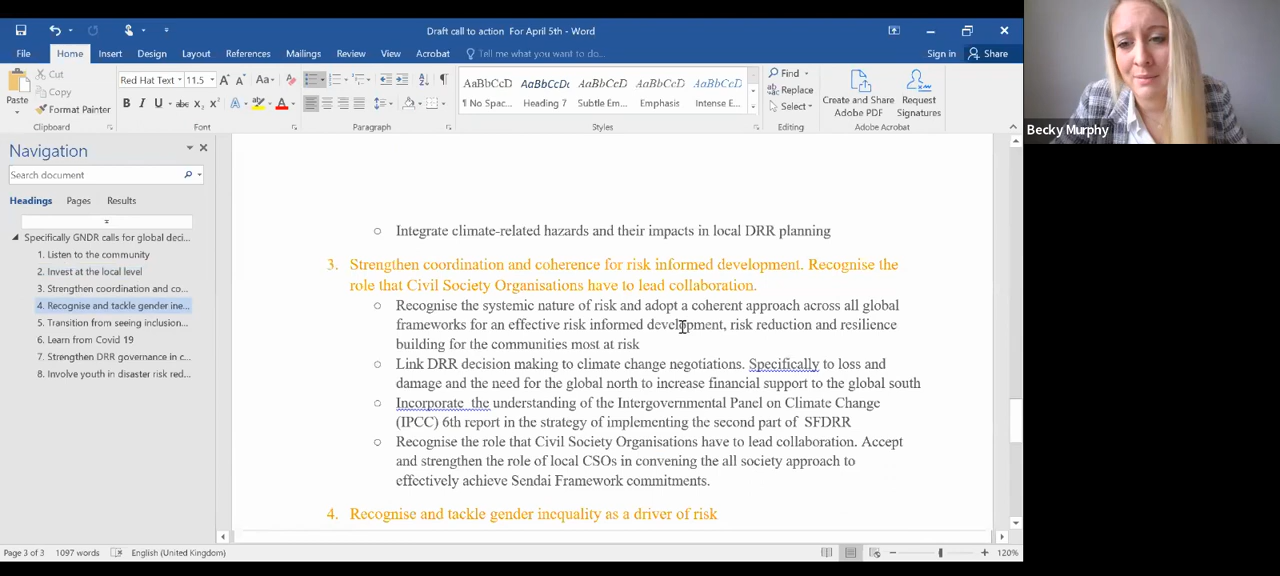 Draft call to action For April 5th - Word
File Home Insert Design Layout References Mailings Review View Acrobat Tell me what you want to do... Sign in Share
Paste
Cut
Copy
Format Painter
Clipboard
Red Hat Text 11.5
Font
Paragraph
AaBbCcD AaBbCcDc AaBbCcD AaBbCcD AaBbCcD
¶ No Spac... Heading 7 Subtle Em... Emphasis Intense E...
Styles
Find
Replace
Select
Editing
Create and Share Adobe PDF
Request Signatures
Adobe Acrobat
Becky Murphy
Navigation
Search document
Headings Pages Results
Specifically GNDR calls for global deci...
1. Listen to the community
2. Invest at the local level
3. Strengthen coordination and co...
4. Recognise and tackle gender ine...
5. Transition from seeing inclusion...
6. Learn from Covid 19
7. Strengthen DRR governance in c...
8. Involve youth in disaster risk red...
Integrate climate-related hazards and their impacts in local DRR planning
3. Strengthen coordination and coherence for risk informed development. Recognise the
role that Civil Society Organisations have to lead collaboration.
Recognise the systemic nature of risk and adopt a coherent approach across all global
frameworks for an effective risk informed development, risk reduction and resilience
building for the communities most at risk
Link DRR decision making to climate change negotiations. Specifically to loss and
damage and the need for the global north to increase financial support to the global south
Incorporate the understanding of the Intergovernmental Panel on Climate Change
(IPCC) 6th report in the strategy of implementing the second part of SFDRR
Recognise the role that Civil Society Organisations have to lead collaboration. Accept
and strengthen the role of local CSOs in convening the all society approach to
effectively achieve Sendai Framework commitments.
4. Recognise and tackle gender inequality as a driver of risk
Page 3 of 3 1097 words English (United Kingdom) 120%